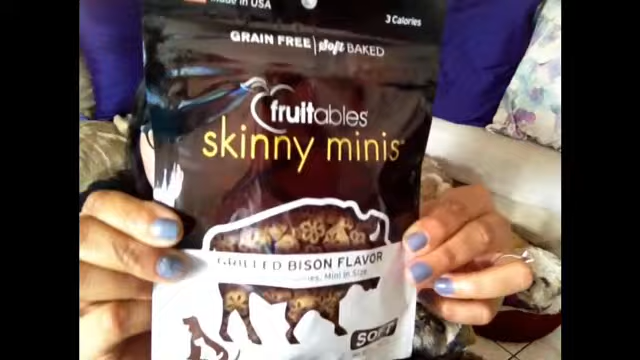 Made in USA
3 Calories
GRAIN FREE | Soft BAKED
fruitables
skinny minis
GRILLED BISON FLAVOR
Mini in Size
SOFT